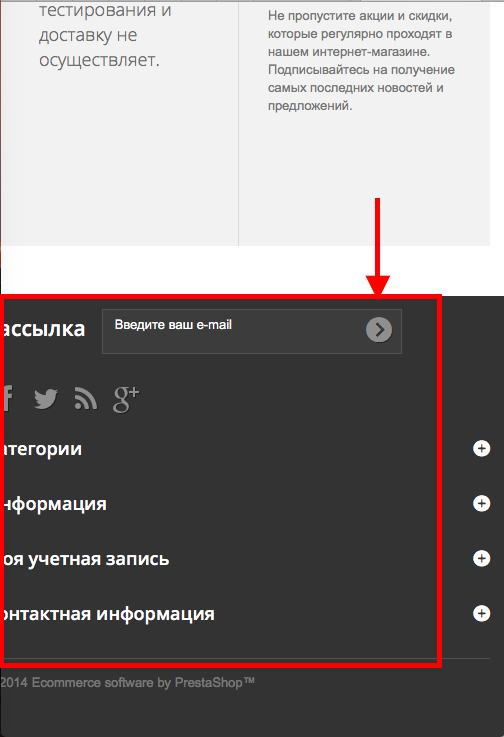 тестирования и
доставку не
осуществляет.
Не пропустите акции и скидки,
которые регулярно проходят в
нашем интернет-магазине.
Подписывайтесь на получение
самых последних новостей и
предложений.
ассылка
Введите ваш e-mail
f
g+
атегории
нформация
оя учетная запись
онтактная информация
2014 Ecommerce software by PrestaShop™